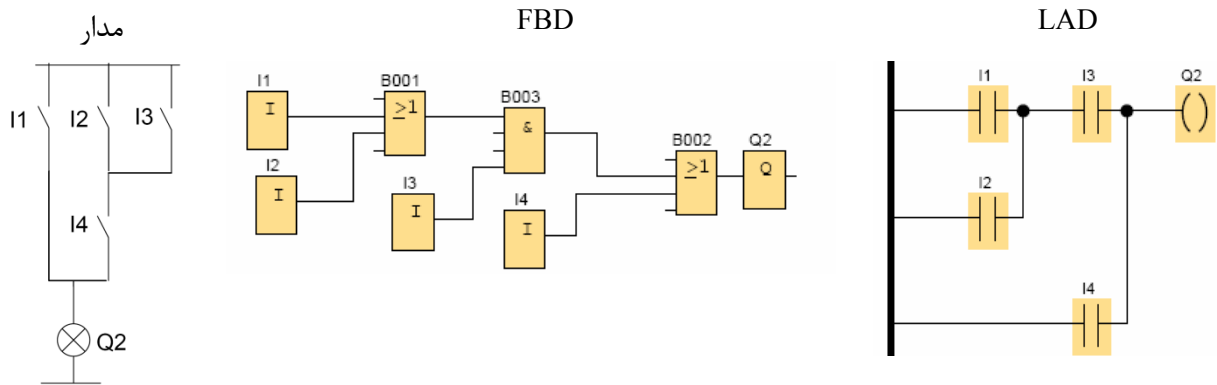 مدار
FBD
LAD
I1
I2
I3
I4
Q2
I1
I
I2
I
B001
≥1
I3
I
B003
&
I4
I
B002
≥1
Q2
Q
I1
I3
Q2
I2
I4